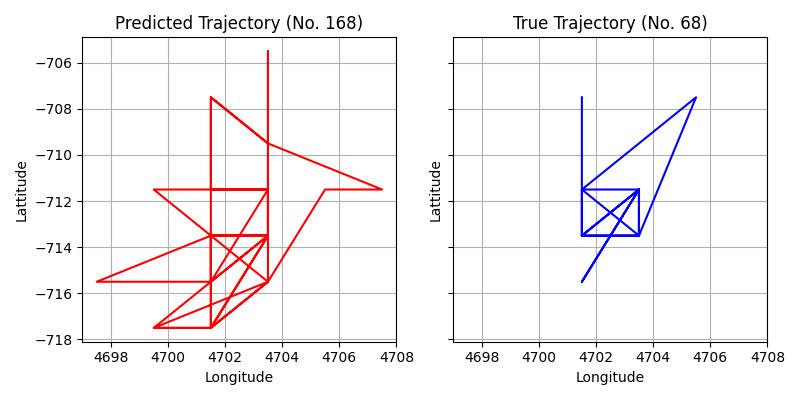 Predicted Trajectory (No. 168)
−706
−708
−710
−712
−714
−716
−718
Lattitude
4698 4700 4702 4704 4706 4708
Longitude
True Trajectory (No. 68)
Lattitude
4698 4700 4702 4704 4706 4708
Longitude